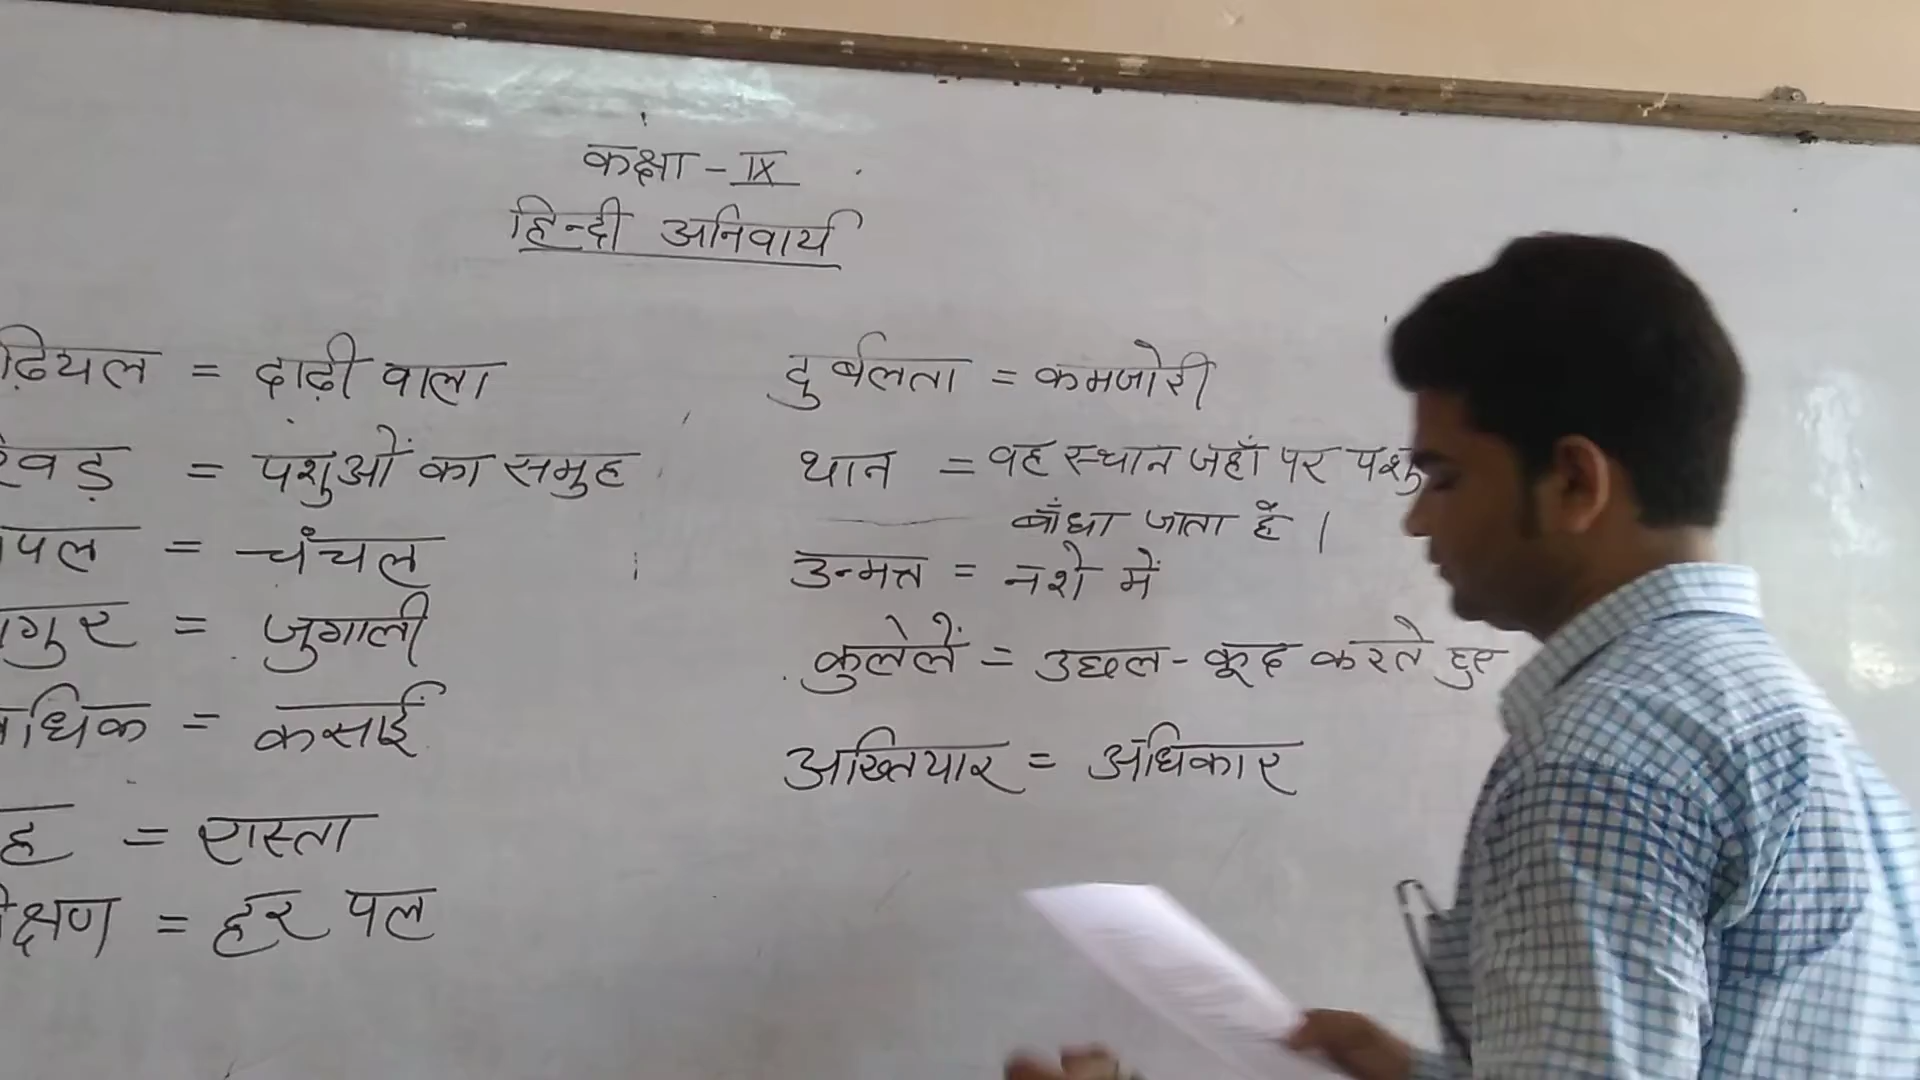 कक्षा - IX
हिन्दी अनिवार्य
ढ़ियल = दाढ़ी वाला
रेवड़ = पशुओं का समुह
पल = चंचल
गुर = जुगाली
धिक = कसाई
ह = रास्ता
क्षण = हर पल
दुर्बलता = कमजोरी
थान = वह स्थान जहाँ पर पशु
बाँधा जाता हैं ।
उन्मत्त = नशे में
कुलेलें = उछल - कूद करते हुए
अख्तियार = अधिकार